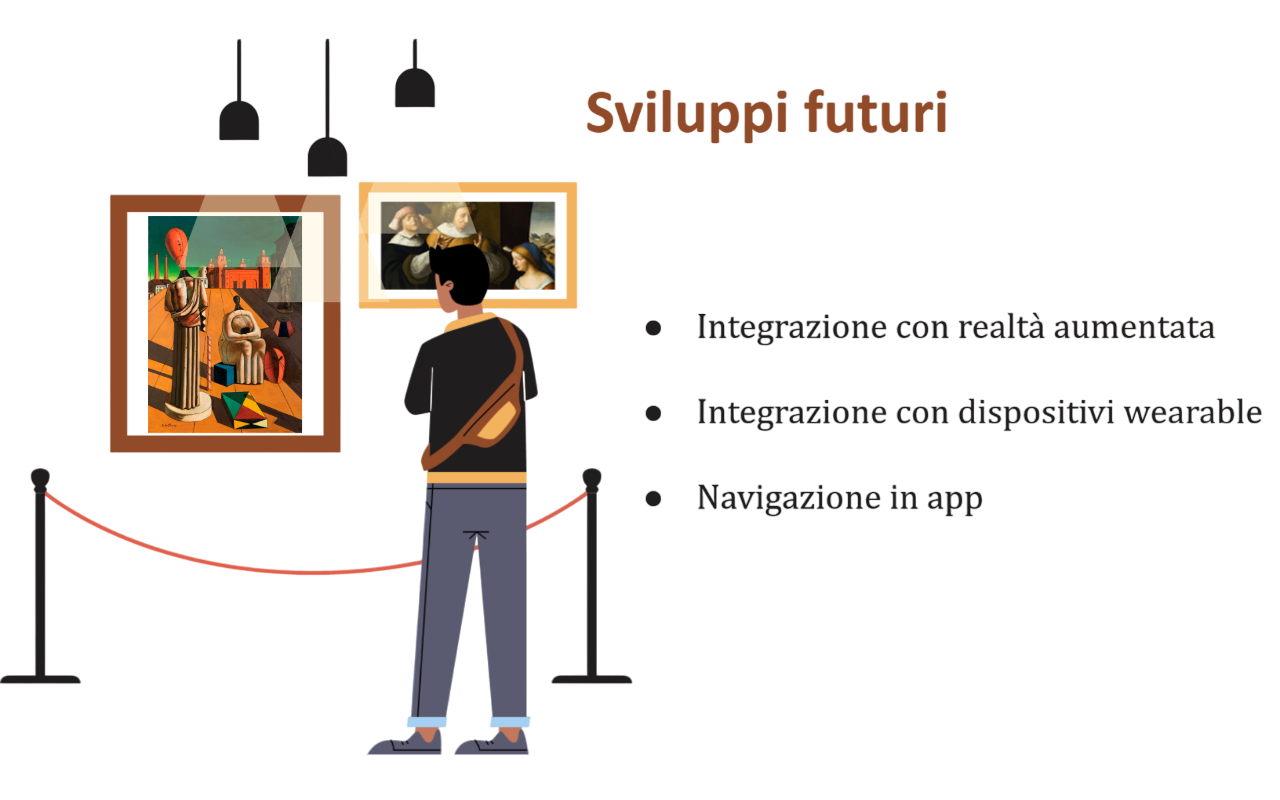 Sviluppi futuri
● Integrazione con realtà aumentata
● Integrazione con dispositivi wearable
● Navigazione in app